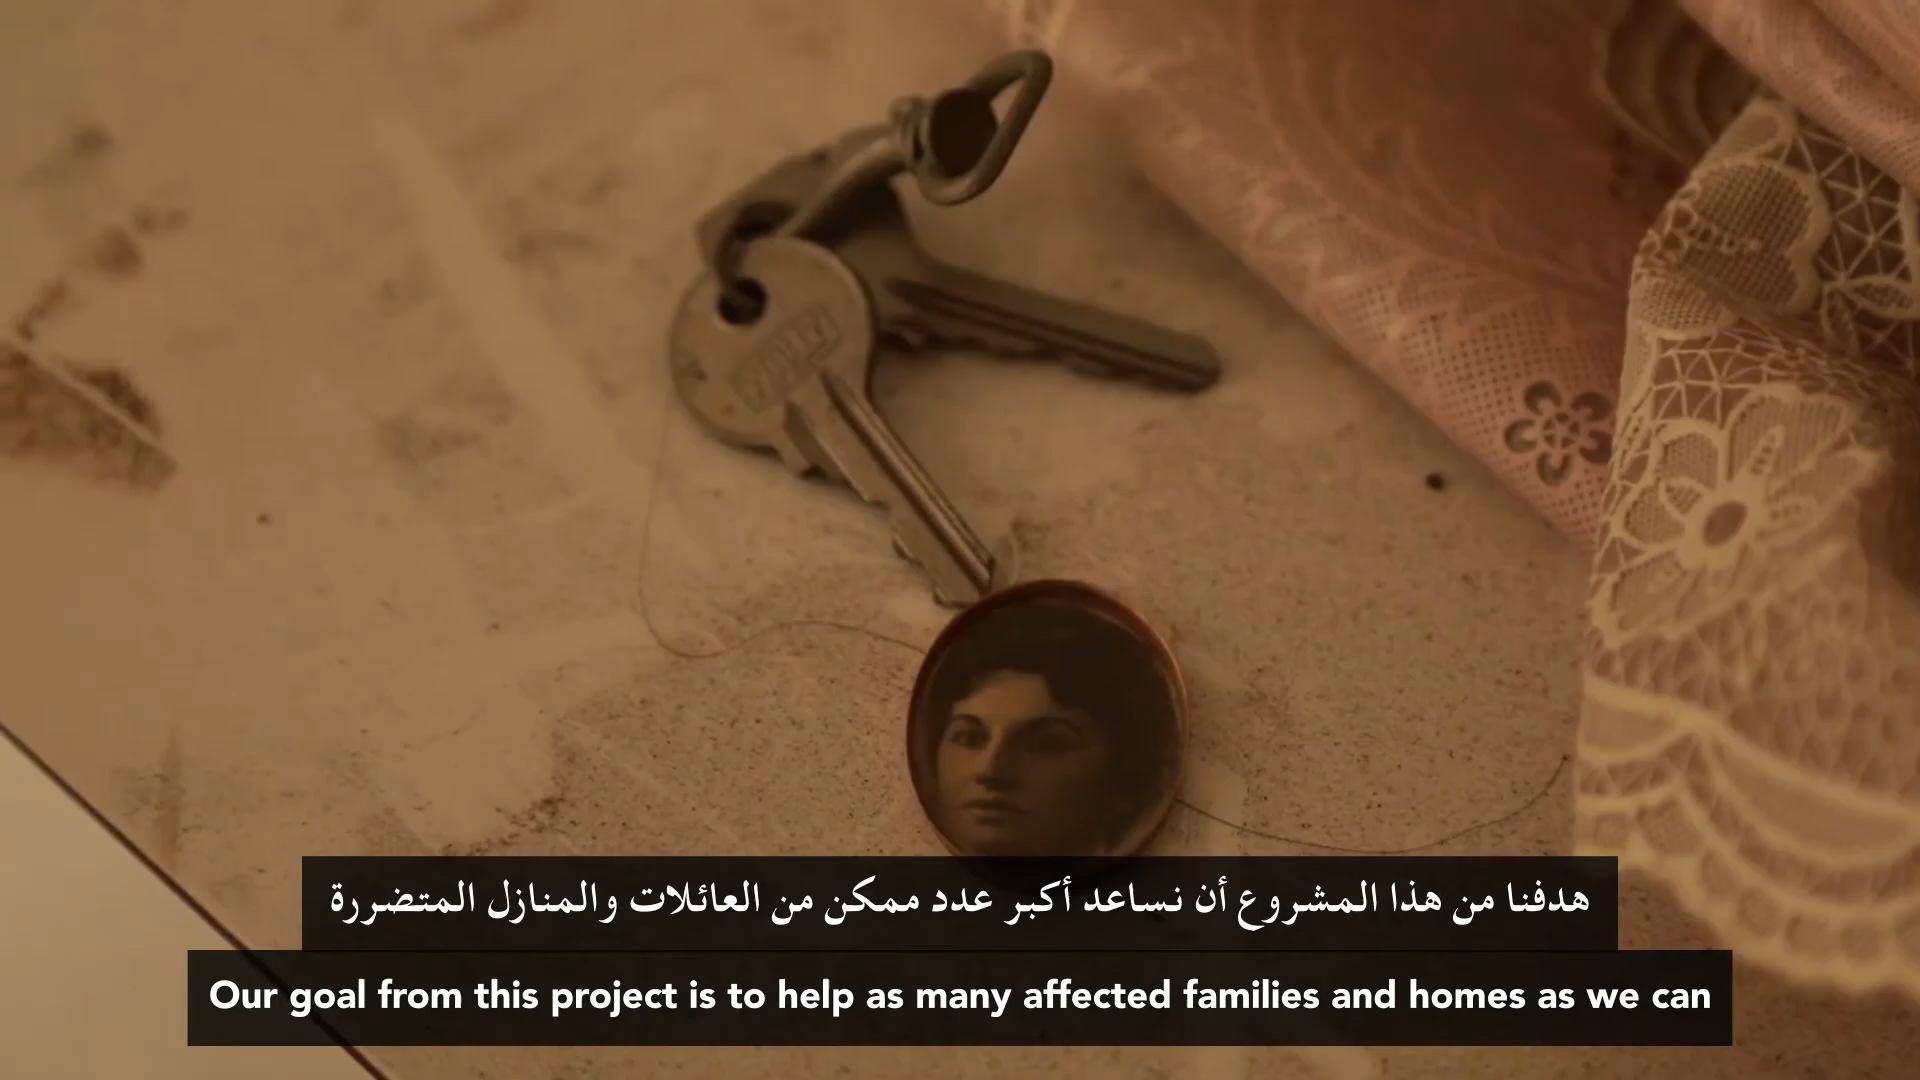 هدفنا من هذا المشروع أن نساعد أكبر عدد ممكن من العائلات والمنازل المتضررة
Our goal from this project is to help as many affected families and homes as we can